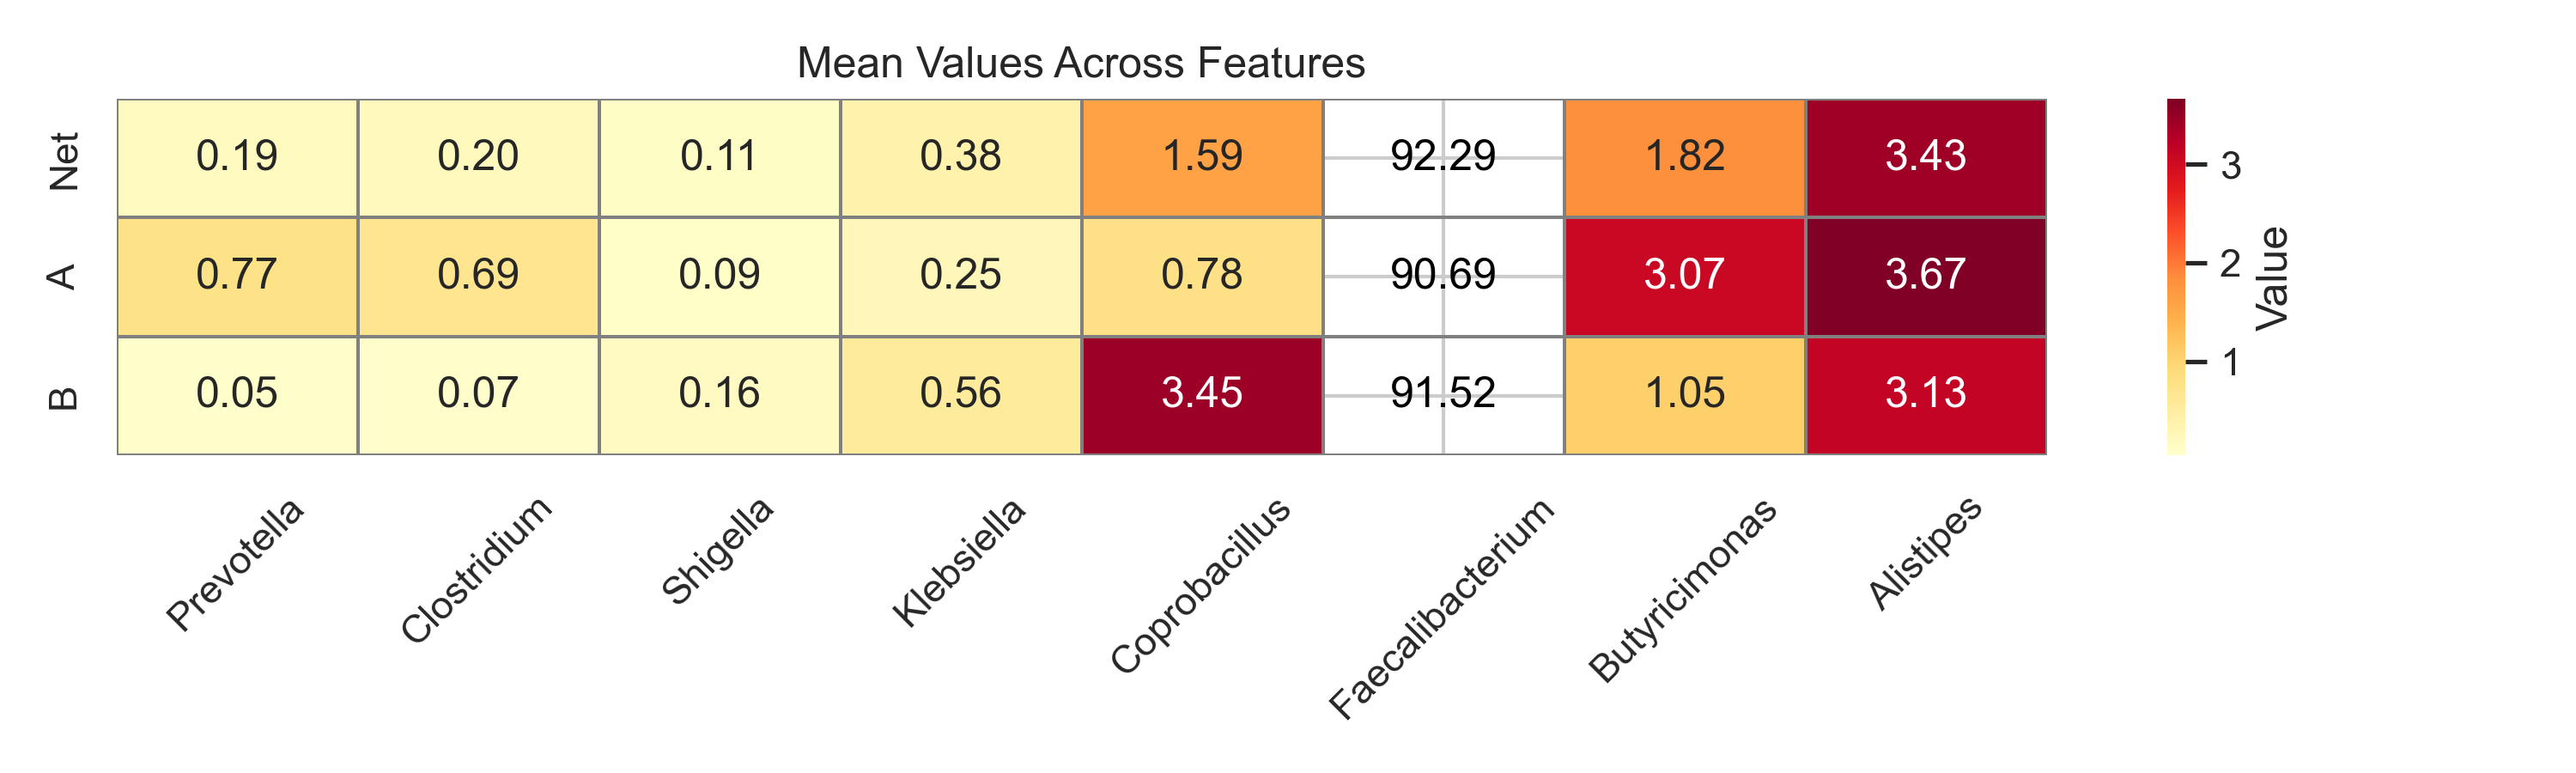 Mean Values Across Features
Net 0.19 0.20 0.11 0.38 1.59 92.29 1.82 3.43
A 0.77 0.69 0.09 0.25 0.78 90.69 3.07 3.67
B 0.05 0.07 0.16 0.56 3.45 91.52 1.05 3.13
Prevotella Clostridium Shigella Klebsiella Coprobacillus Faecalibacterium Butyricimonas Alistipes
3
2
1
Value